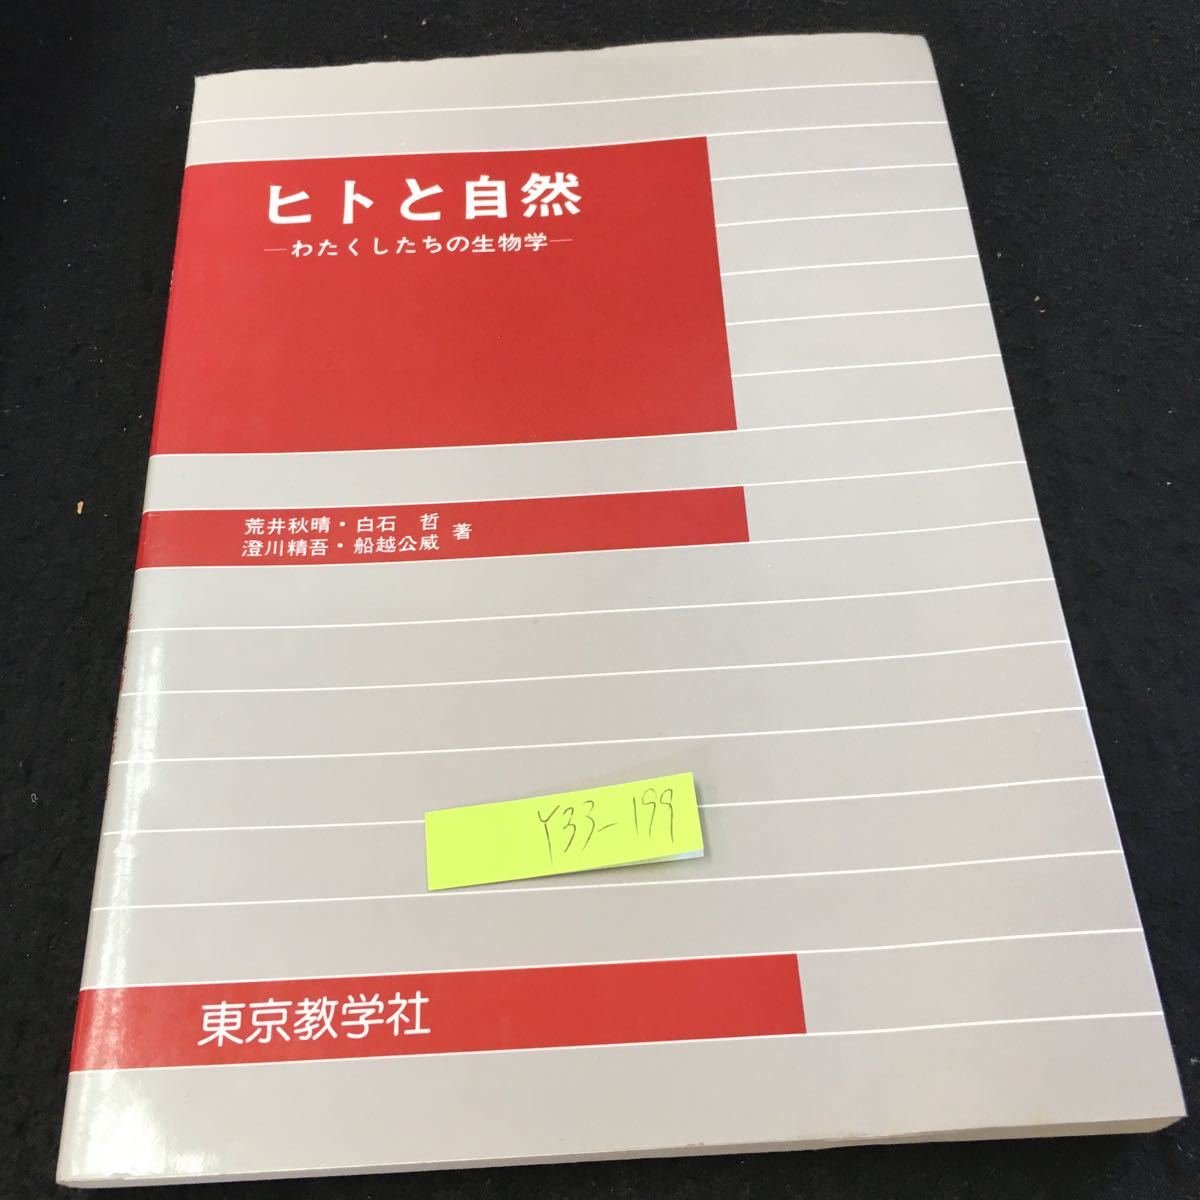 ヒトと自然
―わたくしたちの生物学―
荒井秋晴・白石　哲
澄川精吾・船越公威 著
Y33-199
東京教学社